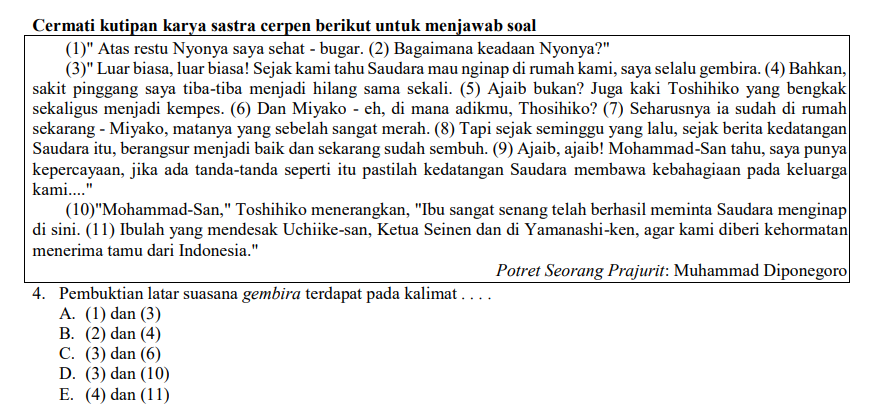 Cermati kutipan karya sastra cerpen berikut untuk menjawab soal
(1)" Atas restu Nyonya saya sehat - bugar. (2) Bagaimana keadaan Nyonya?"
(3)" Luar biasa, luar biasa! Sejak kami tahu Saudara mau nginap di rumah kami, saya selalu gembira. (4) Bahkan,
sakit pinggang saya tiba-tiba menjadi hilang sama sekali. (5) Ajaib bukan? Juga kaki Toshihiko yang bengkak
sekaligus menjadi kempes. (6) Dan Miyako - eh, di mana adikmu, Thosihiko? (7) Seharusnya ia sudah di rumah
sekarang - Miyako, matanya yang sebelah sangat merah. (8) Tapi sejak seminggu yang lalu, sejak berita kedatangan
Saudara itu, berangsur menjadi baik dan sekarang sudah sembuh. (9) Ajaib, ajaib! Mohammad-San tahu, saya punya
kepercayaan, jika ada tanda-tanda seperti itu pastilah kedatangan Saudara membawa kebahagiaan pada keluarga
kami...."
(10)"Mohammad-San," Toshihiko menerangkan, "Ibu sangat senang telah berhasil meminta Saudara menginap
di sini. (11) Ibulah yang mendesak Uchiike-san, Ketua Seinen dan di Yamanashi-ken, agar kami diberi kehormatan
menerima tamu dari Indonesia."
Potret Seorang Prajurit: Muhammad Diponegoro
4. Pembuktian latar suasana gembira terdapat pada kalimat . . . .
A. (1) dan (3)
B. (2) dan (4)
C. (3) dan (6)
D. (3) dan (10)
E. (4) dan (11)